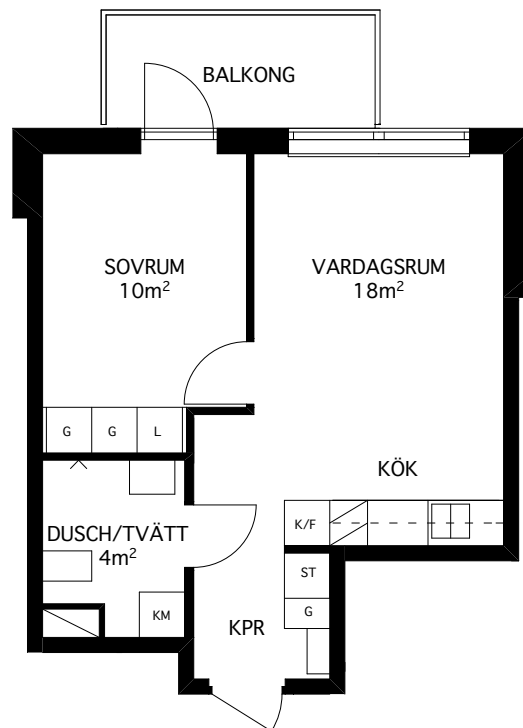 BALKONG
SOVRUM
10m²
VARDAGSRUM
18m²
G G L
KÖK
K/F
DUSCH/TVÄTT
4m²
ST
G
KM
KPR